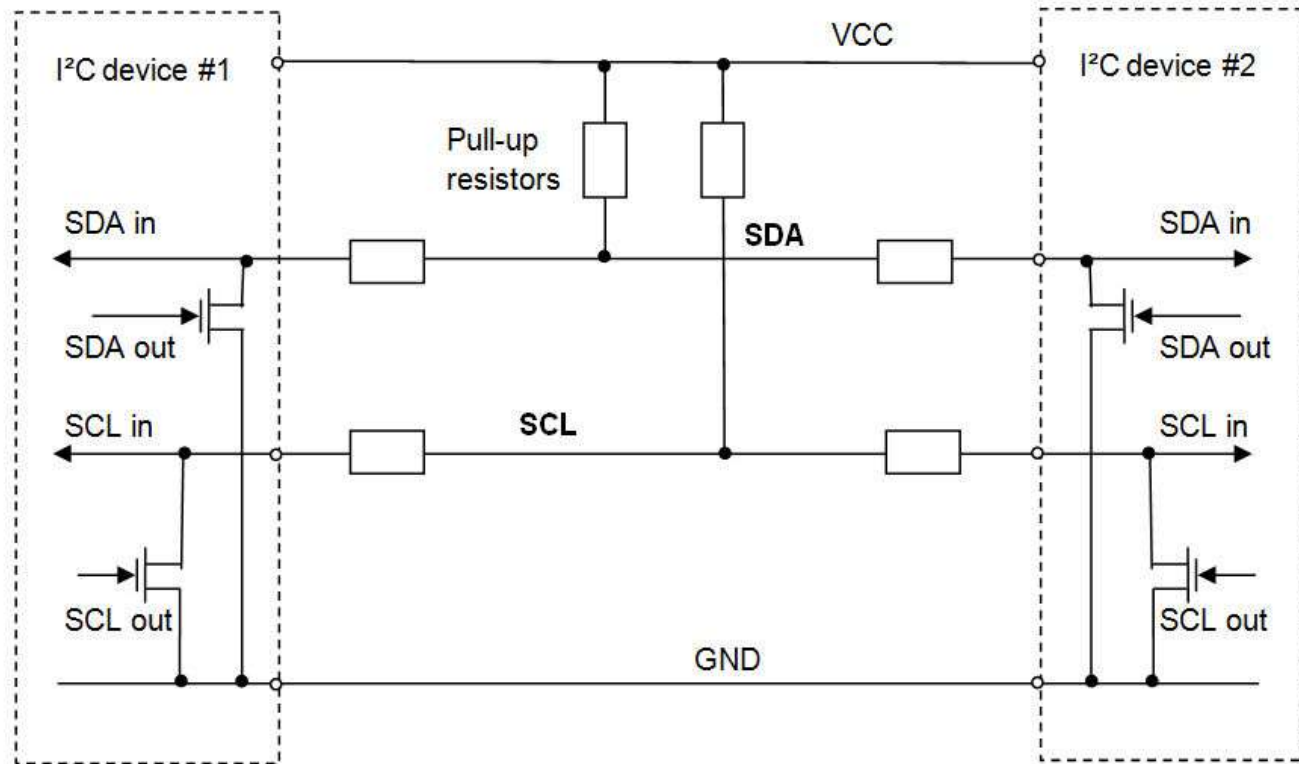 VCC
I²C device #1
I²C device #2
Pull-up
resistors
SDA in
SDA
SDA in
SDA out
SDA out
SCL in
SCL
SCL in
SCL out
SCL out
GND